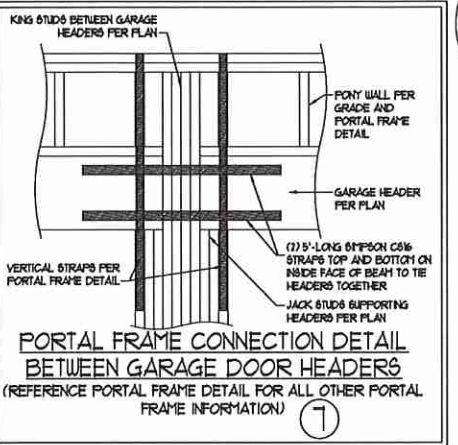 KING STUDS BETWEEN GARAGE
HEADERS PER PLAN
PONY WALL PER
GRADE AND
PORTAL FRAME
DETAIL
GARAGE HEADER
PER PLAN
(2) 5'-LONG SIMPSON CS16
STRAPS TOP AND BOTTOM ON
INSIDE FACE OF BEAM TO TIE
HEADERS TOGETHER
VERTICAL STRAPS PER
PORTAL FRAME DETAIL
JACK STUDS SUPPORTING
HEADERS PER PLAN
PORTAL FRAME CONNECTION DETAIL
BETWEEN GARAGE DOOR HEADERS
(REFERENCE PORTAL FRAME DETAIL FOR ALL OTHER PORTAL
FRAME INFORMATION)
7